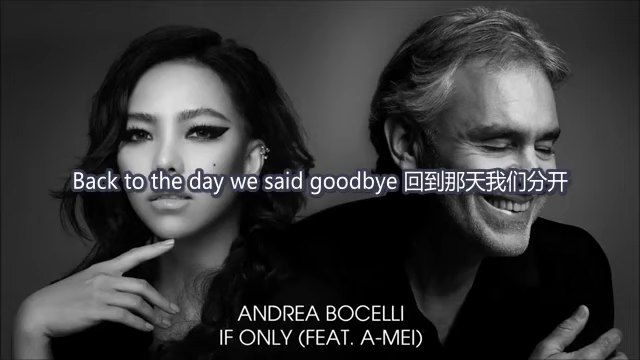 Back to the day we said goodbye 回到那天我们分开
ANDREA BOCELLI
IF ONLY (FEAT. A-MEI)